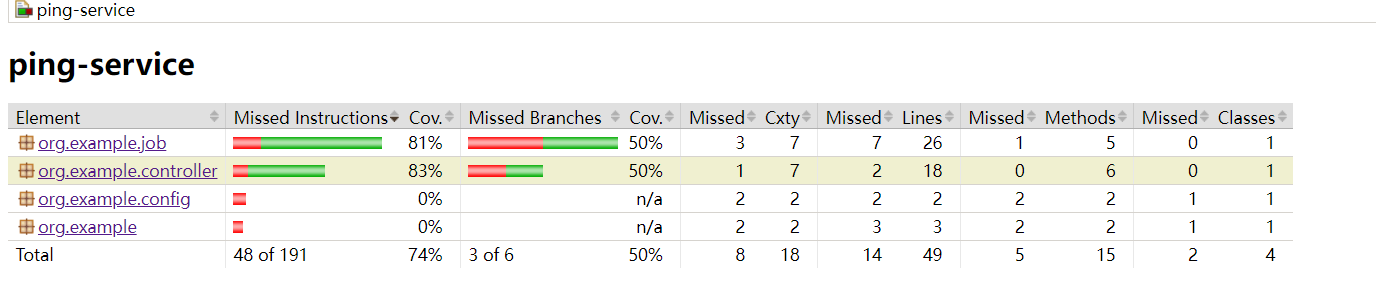 ping-service
ping-service
Element Missed Instructions Cov. Missed Branches Cov. Missed Cxty Missed Lines Missed Methods Missed Classes
org.example.job 81% 50% 3 7 7 26 1 5 0 1
org.example.controller 83% 50% 1 7 2 18 0 6 0 1
org.example.config 0% n/a 2 2 2 2 2 2 1 1
org.example 0% n/a 2 2 3 3 2 2 1 1
Total 48 of 191 74% 3 of 6 50% 8 18 14 49 5 15 2 4